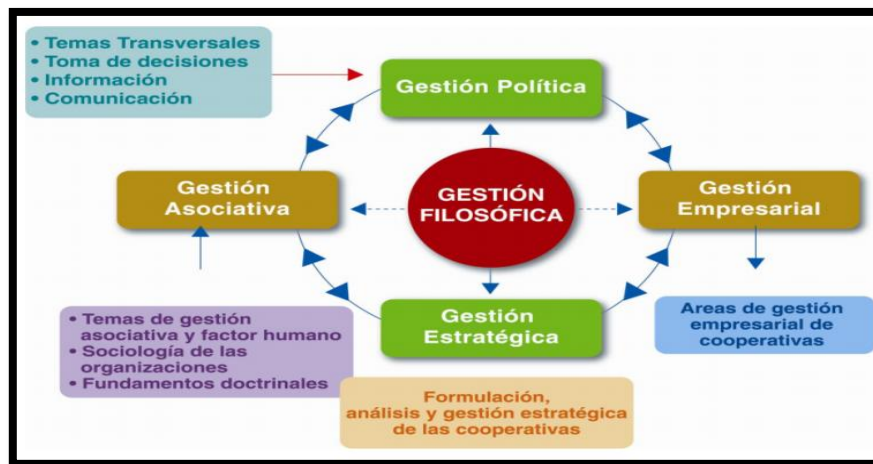 • Temas Transversales
• Toma de decisiones
• Información
• Comunicación
Gestión Política
Gestión
Asociativa
GESTIÓN
FILOSÓFICA
Gestión
Empresarial
Gestión
Estratégica
• Temas de gestión
asociativa y factor humano
• Sociología de las
organizaciones
• Fundamentos doctrinales
Areas de gestión
empresarial de
cooperativas
Formulación,
análisis y gestión estratégica
de las cooperativas